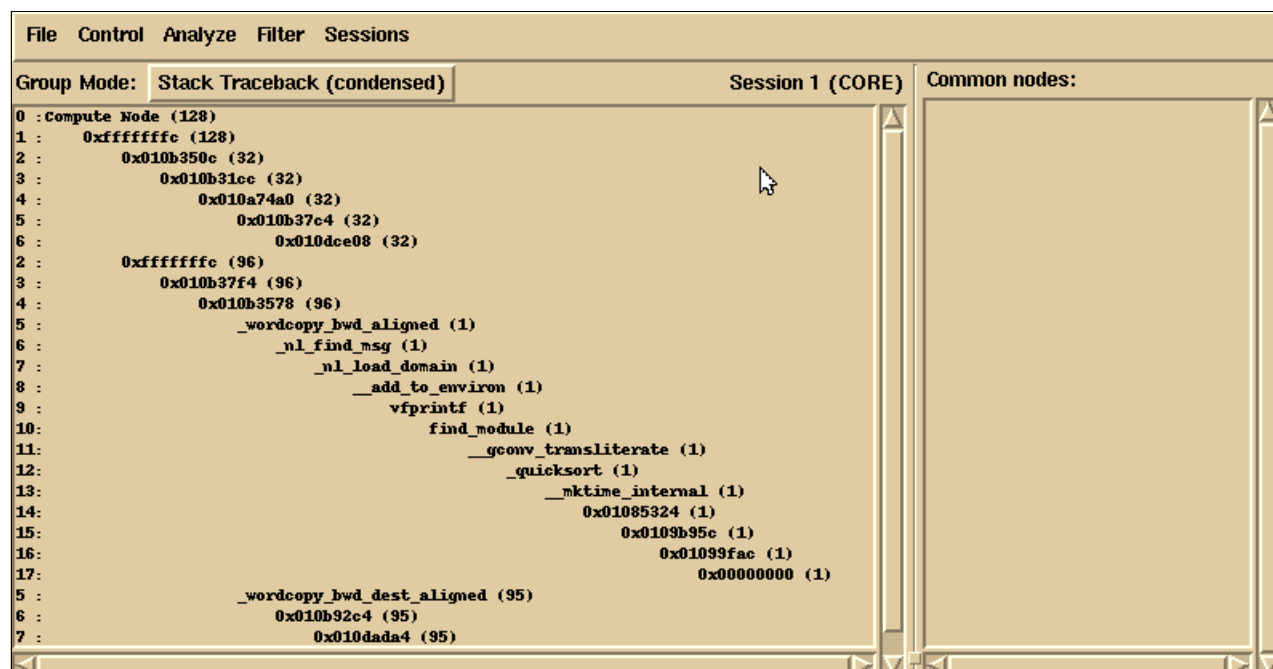 File Control Analyze Filter Sessions
Group Mode: Stack Traceback (condensed) Session 1 (CORE) Common nodes:
0 :Compute Node (128)
1 : 0xfffffffc (128)
2 : 0x010b350c (32)
3 : 0x010b31cc (32)
4 : 0x010a74a0 (32)
5 : 0x010b37c4 (32)
6 : 0x010dce08 (32)
2 : 0xfffffffc (96)
3 : 0x010b37f4 (96)
4 : 0x010b3578 (96)
5 : _wordcopy_bwd_aligned (1)
6 : _nl_find_msg (1)
7 : _nl_load_domain (1)
8 : __add_to_environ (1)
9 : vfprintf (1)
10: find_module (1)
11: __gconv_transliterate (1)
12: _quicksort (1)
13: __mktime_internal (1)
14: 0x01085324 (1)
15: 0x0109b95c (1)
16: 0x01099fac (1)
17: 0x00000000 (1)
5 : _wordcopy_bwd_dest_aligned (95)
6 : 0x010b92c4 (95)
7 : 0x010dada4 (95)